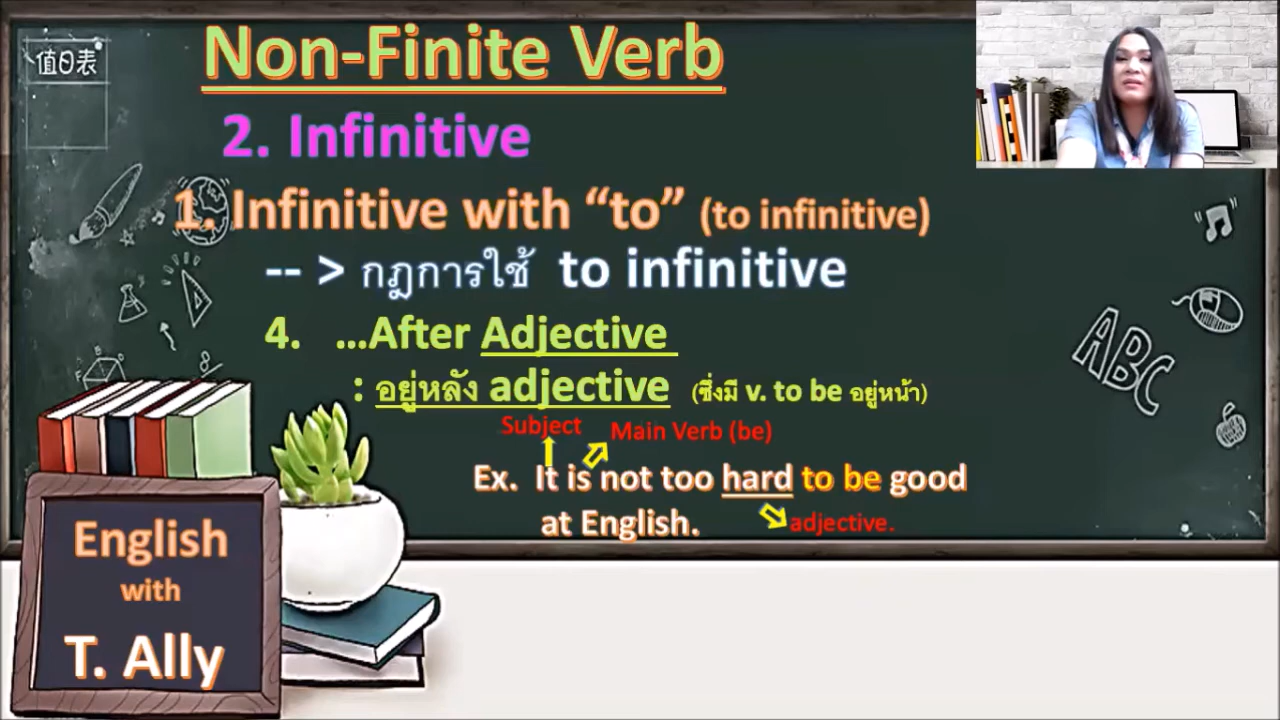 值日表
Non-Finite Verb
2. Infinitive
1. Infinitive with “to” (to infinitive)
-- > กฎการใช้ to infinitive
4. ...After Adjective
: อยู่หลัง adjective (ซึ่งมี v. to be อยู่หน้า)
Subject Main Verb (be)
Ex. It is not too hard to be good
at English. adjective.
ABC
English
with
T. Ally